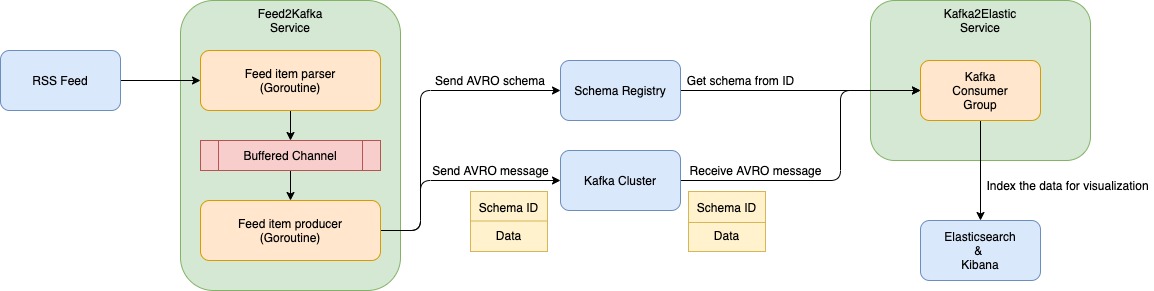 Feed2Kafka
Service
Kafka2Elastic
Service
RSS Feed
Feed item parser
(Goroutine)
Send AVRO schema
Schema Registry
Get schema from ID
Kafka
Consumer
Group
Buffered Channel
Send AVRO message
Kafka Cluster
Receive AVRO message
Index the data for visualization
Feed item producer
(Goroutine)
Schema ID
Data
Schema ID
Data
Elasticsearch
&
Kibana